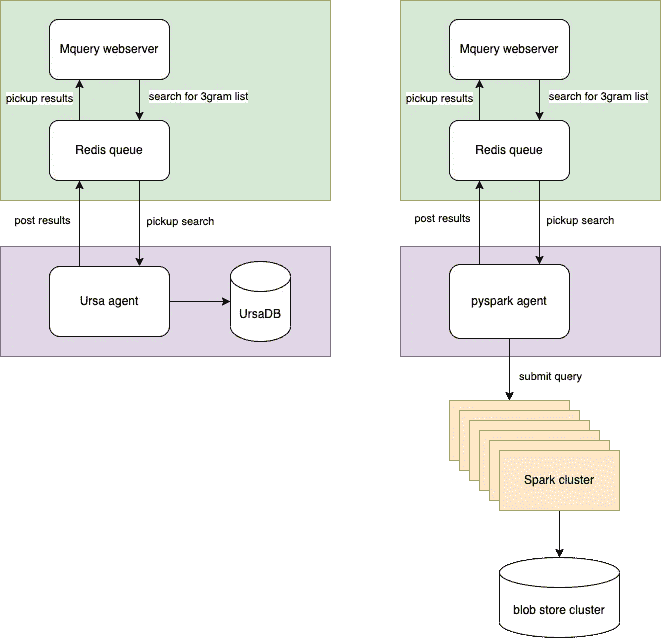 Mquery webserver
pickup results
search for 3gram list
Redis queue
post results
pickup search
Ursa agent
UrsaDB
Mquery webserver
pickup results
search for 3gram list
Redis queue
post results
pickup search
pyspark agent
submit query
Spark cluster
blob store cluster